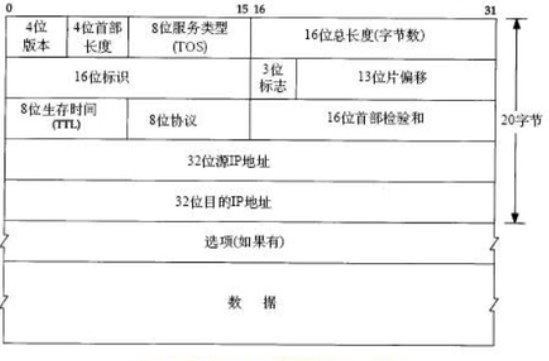 0 15 16 31
4位版本 4位首部长度 8位服务类型(TOS) 16位总长度(字节数)
16位标识 3位标志 13位片偏移
8位生存时间(TTL) 8位协议 16位首部检验和
20字节
32位源IP地址
32位目的IP地址
选项(如果有)
数 据